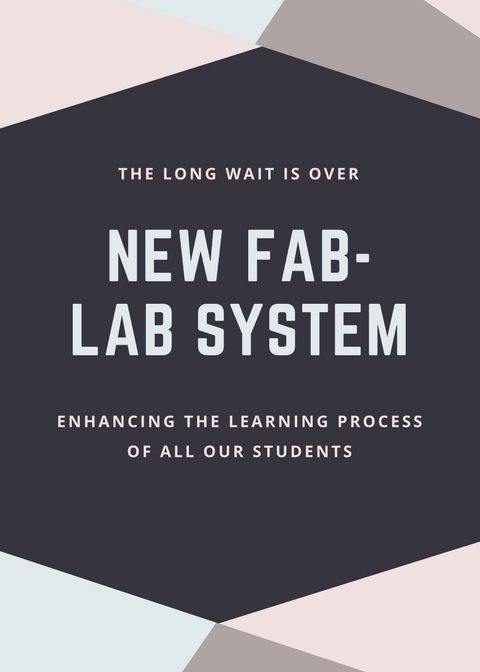 THE LONG WAIT IS OVER
NEW FAB-
LAB SYSTEM
ENHANCING THE LEARNING PROCESS
OF ALL OUR STUDENTS